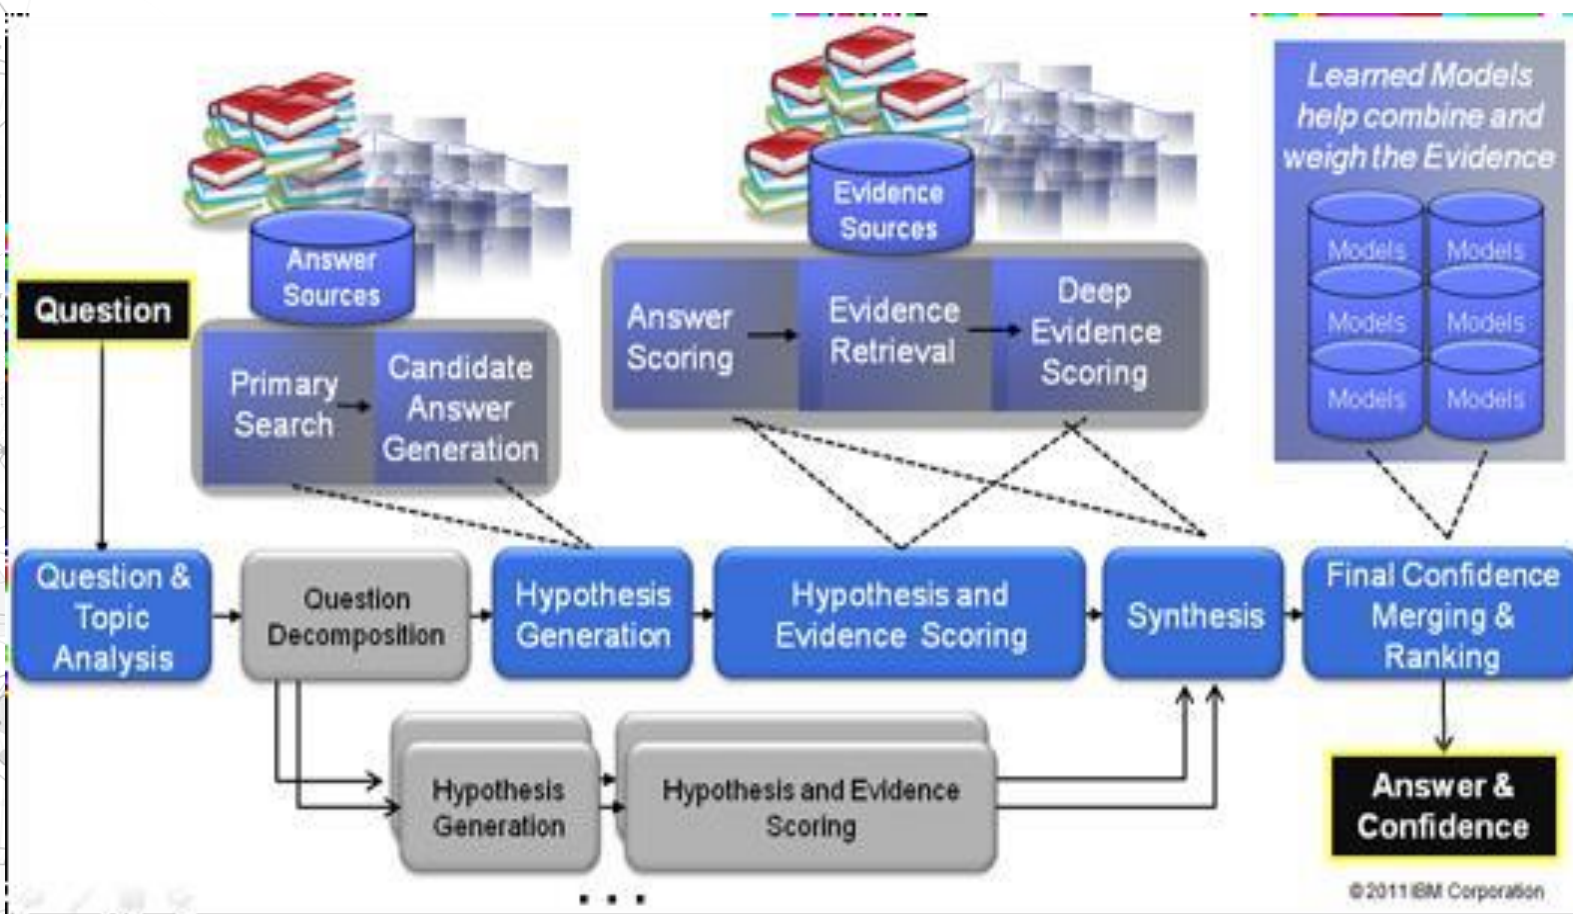 Learned Models
help combine and
weigh the Evidence
Evidence
Sources
Models
Models
Answer
Sources
Models
Models
Models
Models
Question
Primary
Search
Candidate
Answer
Generation
Answer
Scoring
Evidence
Retrieval
Deep
Evidence
Scoring
Question &
Topic
Analysis
Question
Decomposition
Hypothesis
Generation
Hypothesis and
Evidence Scoring
Synthesis
Final Confidence
Merging &
Ranking
Hypothesis
Generation
Hypothesis and Evidence
Scoring
Answer &
Confidence
. . .
© 2011 IBM Corporation